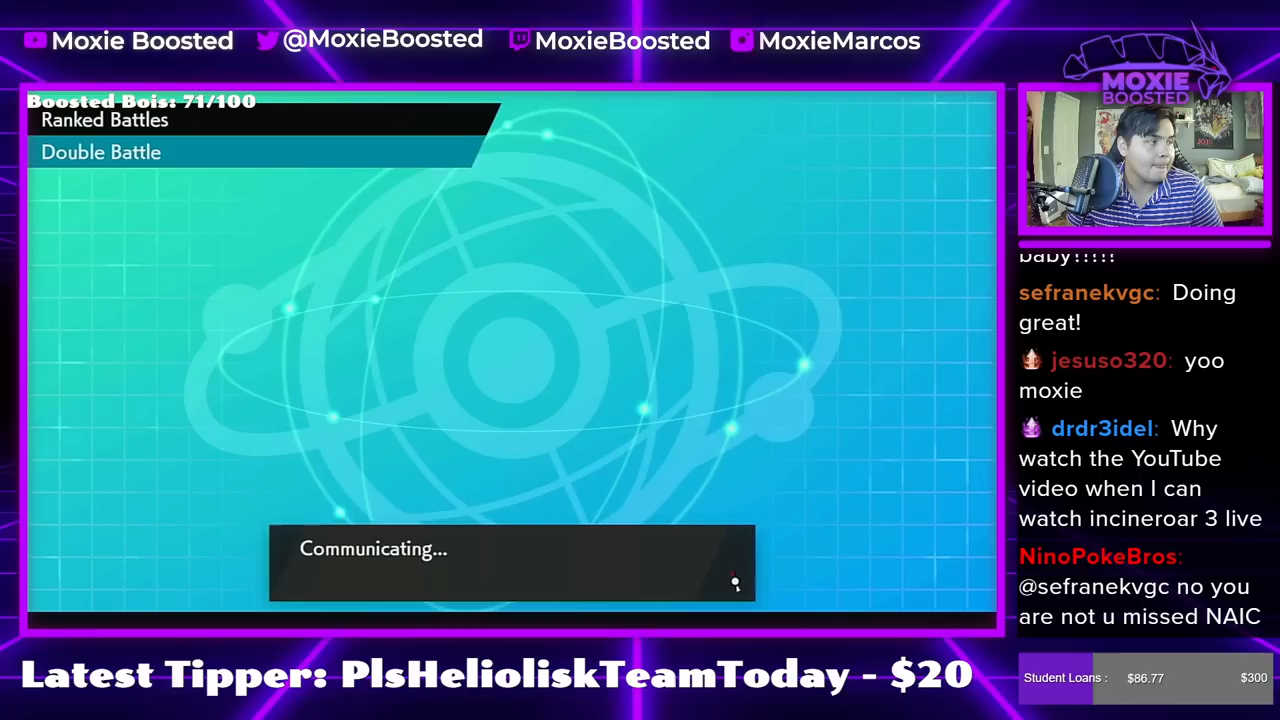 Moxie Boosted @MoxieBoosted MoxieBoosted MoxieMarcos
MOXIE
BOOSTED
Boosted Bois: 71/100
Ranked Battles
Double Battle
Communicating...
baby!!!!!
sefranekvgc: Doing
great!
jesuso320: yoo
moxie
drdr3idel: Why
watch the YouTube
video when I can
watch incineroar 3 live
NinoPokeBros:
@sefranekvgc no you
are not u missed NAIC
Latest Tipper: PlsHelioliskTeamToday - $20
Student Loans : $86.77 $300